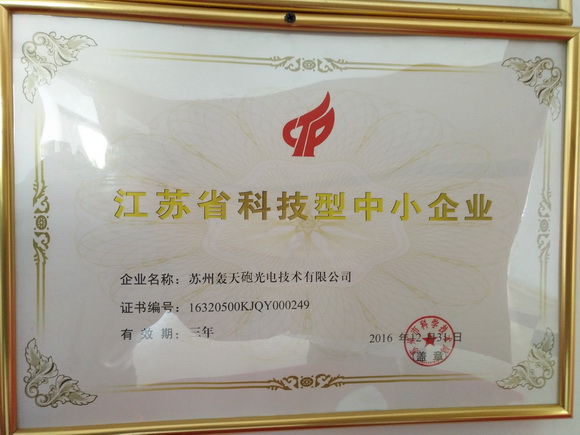 江苏省科技型中小企业
企业名称：苏州轰天砲光电技术有限公司
证书编号：16320500KJQY000249
有 效 期：三年
2016 年12月31日
盖 章